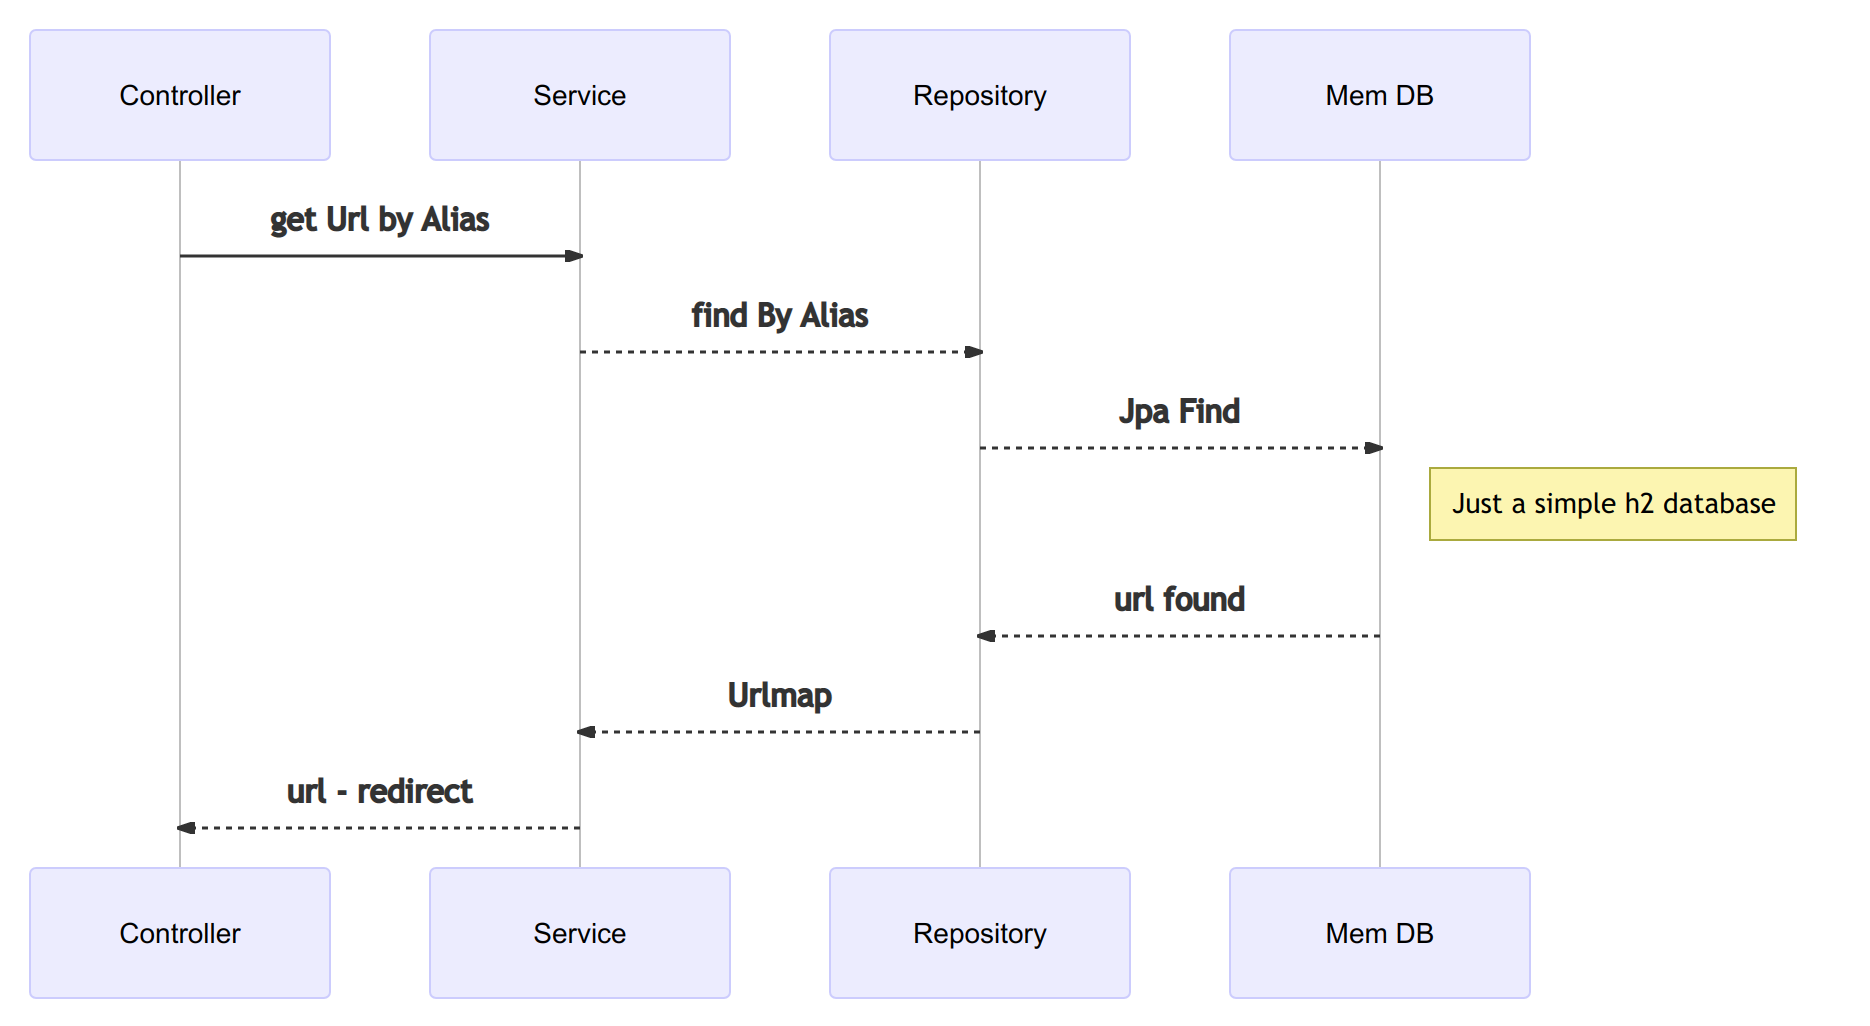 Controller
Service
Repository
Mem DB
get Url by Alias
find By Alias
Jpa Find
Just a simple h2 database
url found
Urlmap
url - redirect
Controller
Service
Repository
Mem DB